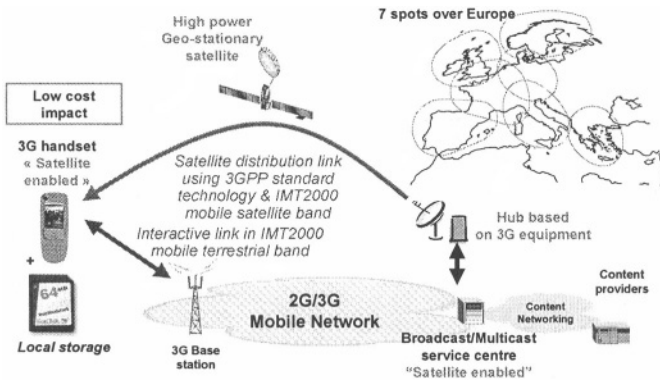 High power
Geo-stationary
satellite
7 spots over Europe
Low cost
impact
3G handset
« Satellite
enabled »
Satellite distribution link
using 3GPP standard
technology & IMT2000
mobile satellite band
Interactive link in IMT2000
mobile terrestrial band
Hub based
on 3G equipment
+
64MB
Local storage
3G Base
station
2G/3G
Mobile Network
Broadcast/Multicast
service centre
"Satellite enabled"
Content
Networking
Content
providers